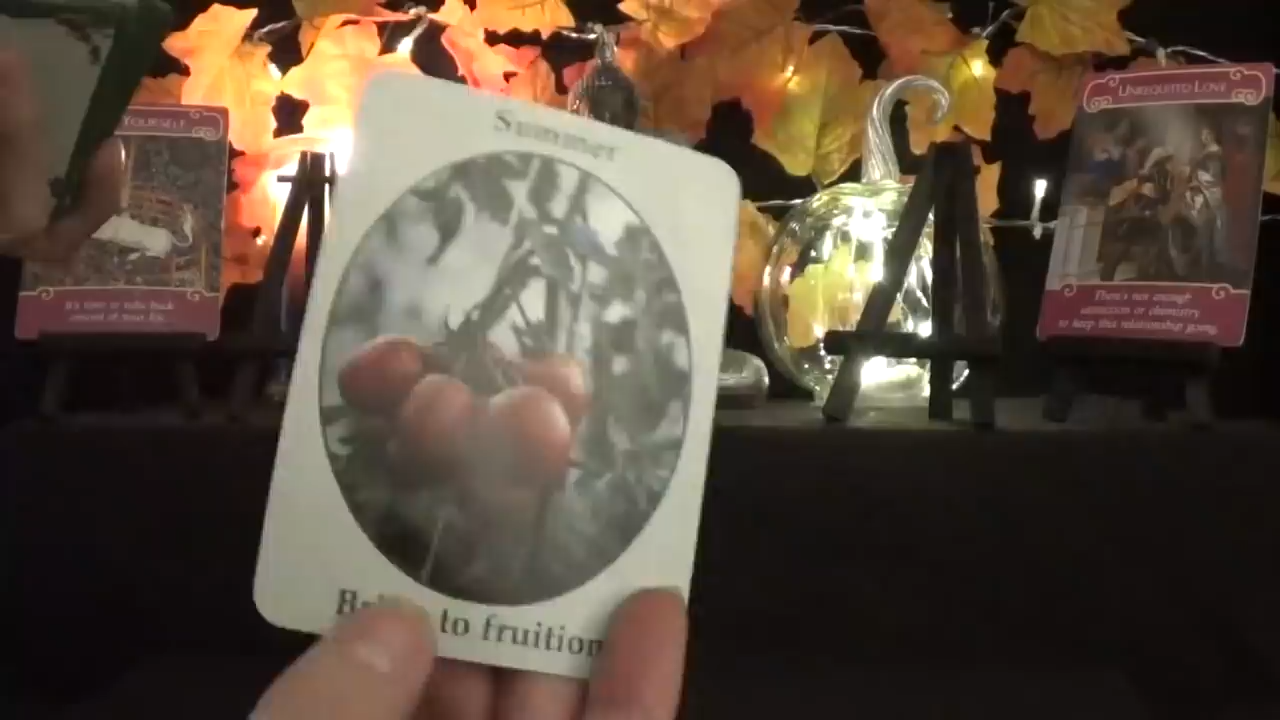 Summer
to fruition
YOURSELF
It's time to take back
control of your life.
UNREQUITED LOVE
There's not enough
attraction or chemistry
to keep this relationship going.